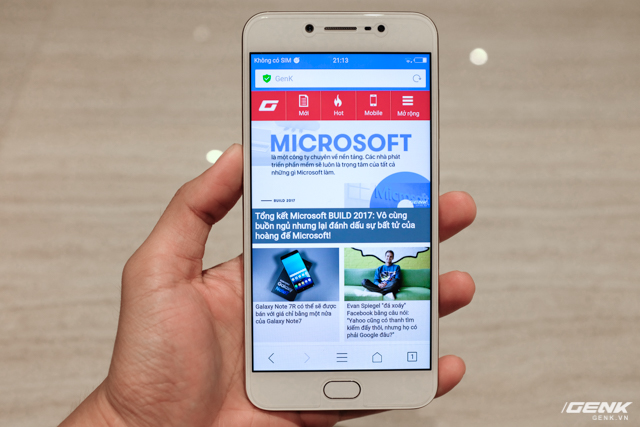 Không có SIM
21:13
GenK
Mới
Hot
Mobile
Mở rộng
MICROSOFT
là một công ty chuyên về nền tảng. Các nhà phát
triển phần mềm sẽ luôn là trọng tâm của tất cả
những gì Microsoft làm.
BUILD 2017
Tổng kết Microsoft BUILD 2017: Vô cùng
buồn ngủ nhưng lại đánh dấu sự bất tử của
hoàng đế Microsoft!
Galaxy Note 7R có thể sẽ được
bán với giá chỉ bằng một nửa
của Galaxy Note7
Evan Spiegel "đá xoáy"
Facebook bằng câu nói:
"Yahoo cũng có thanh tìm
kiếm đấy thôi, nhưng họ có
phải Google đâu?"
1
GENK
GENK.VN